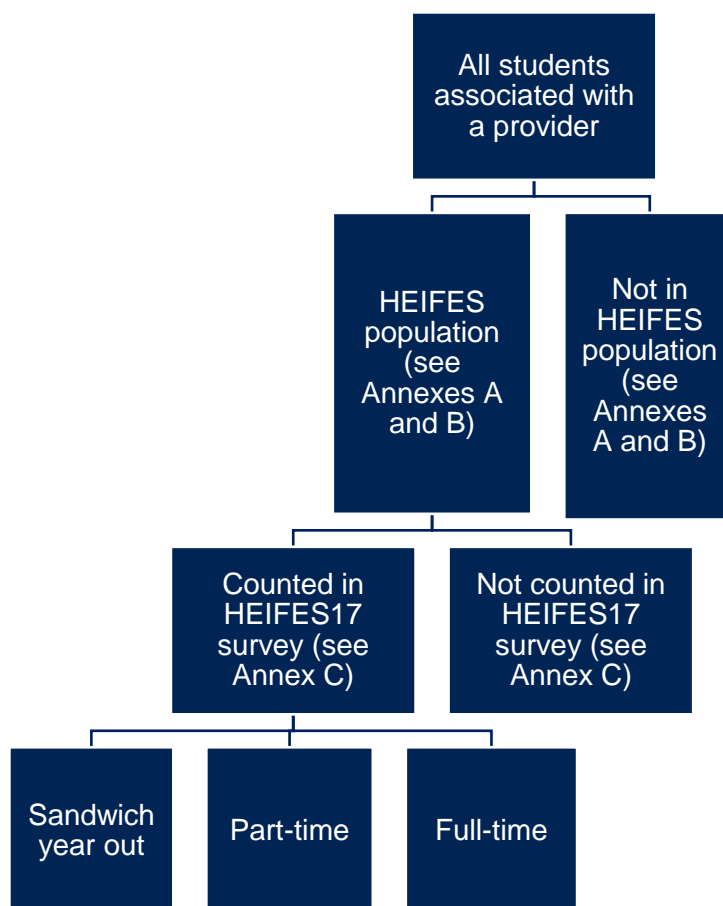 All students
associated with
a provider
HEIFES
population
(see
Annexes A
and B)
Not in
HEIFES
population
(see
Annexes
A and B)
Counted in
HEIFES17
survey (see
Annex C)
Not counted in
HEIFES17
survey (see
Annex C)
Sandwich
year out
Part-time
Full-time